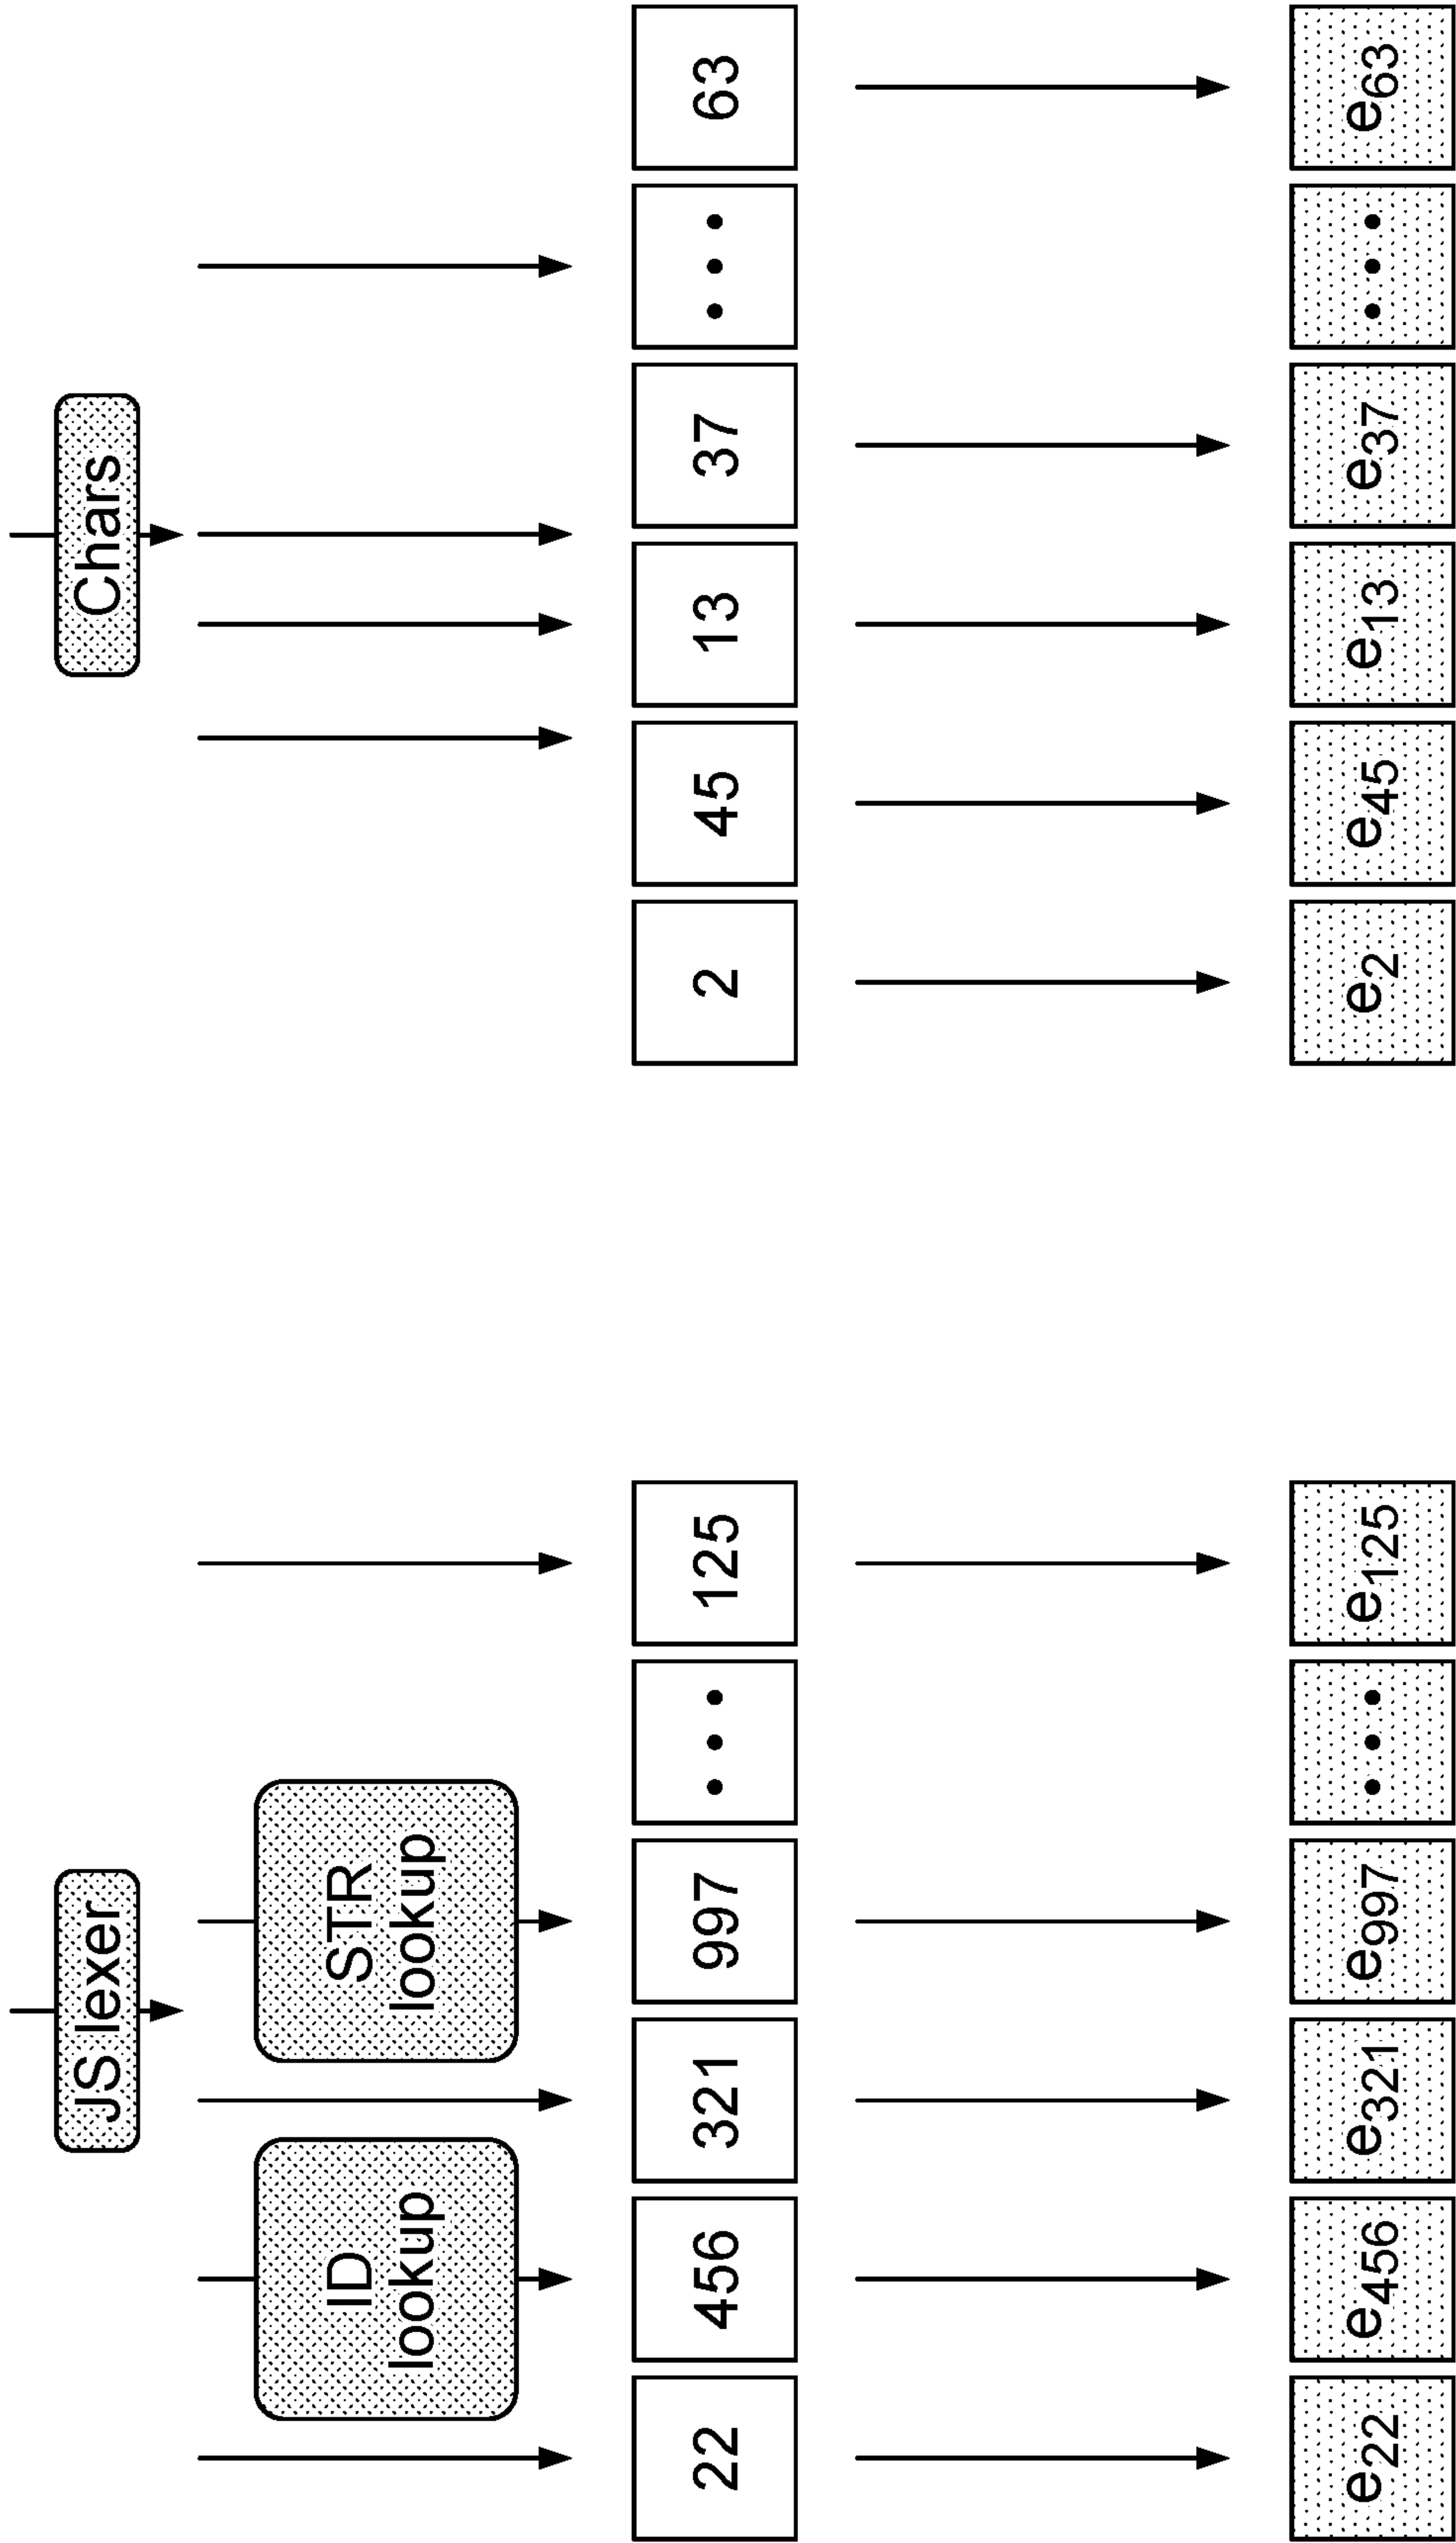 JS lexer
Chars
ID
lookup
STR
lookup
22
456
321
997
• • •
125
2
45
13
37
• • •
63
e22
e456
e321
e997
• • •
e125
e2
e45
e13
e37
• • •
e63